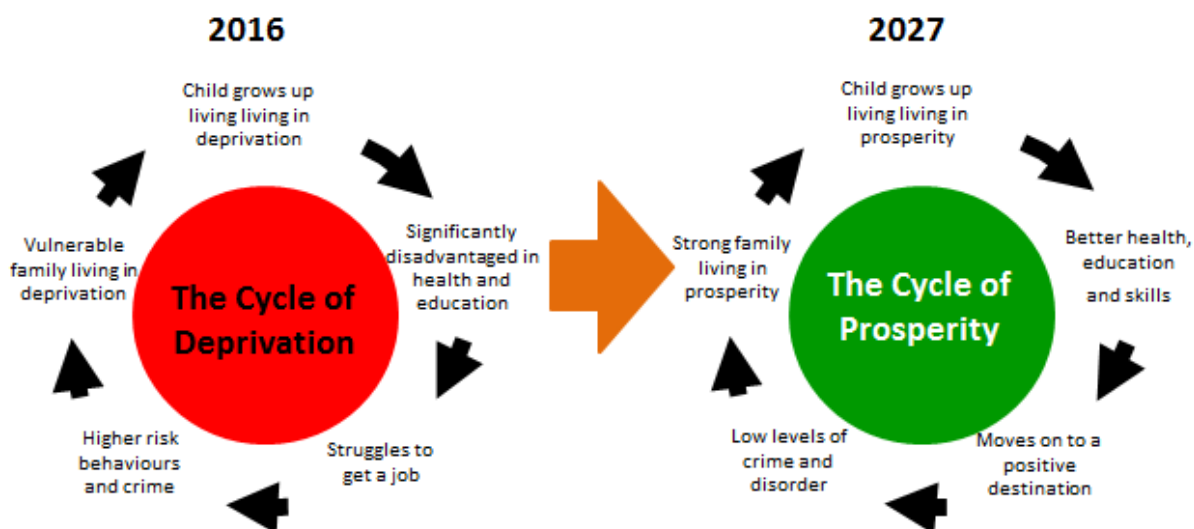 2016
Child grows up
living living in
deprivation
Significantly
disadvantaged in
health and
education
Struggles to
get a job
Higher risk
behaviours
and crime
Vulnerable
family living in
deprivation
The Cycle of
Deprivation
2027
Child grows up
living living in
prosperity
Better health,
education
and skills
Moves on to a
positive
destination
Low levels of
crime and
disorder
Strong family
living in
prosperity
The Cycle of
Prosperity